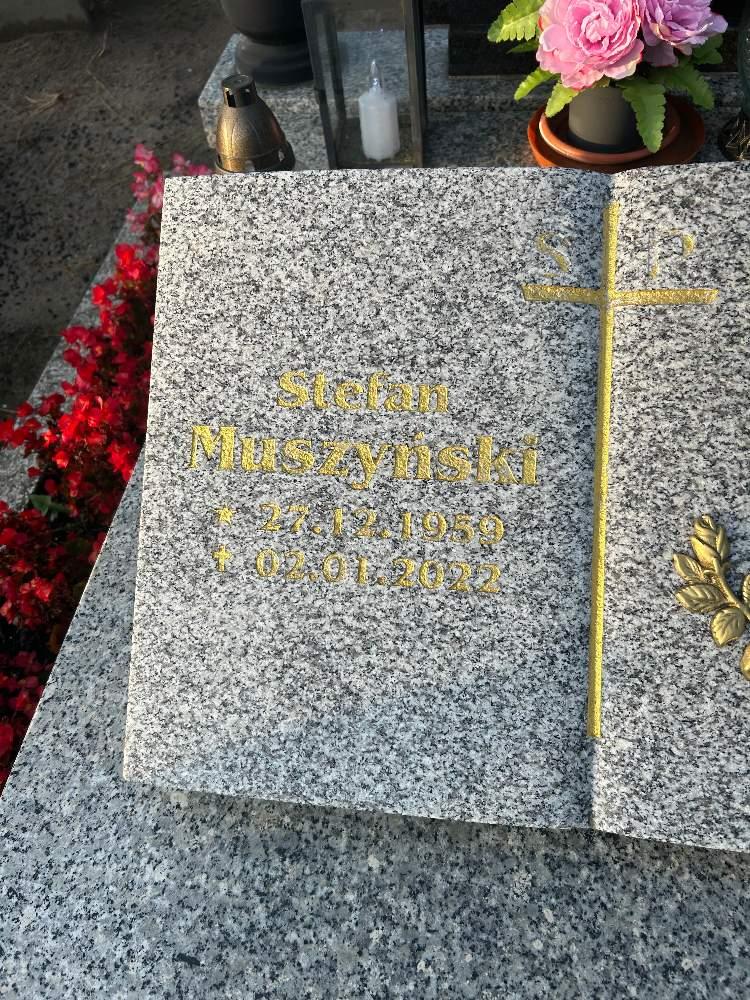 S P
Stefan
Muszyński
★ 27.12.1959
✝ 02.01.2022